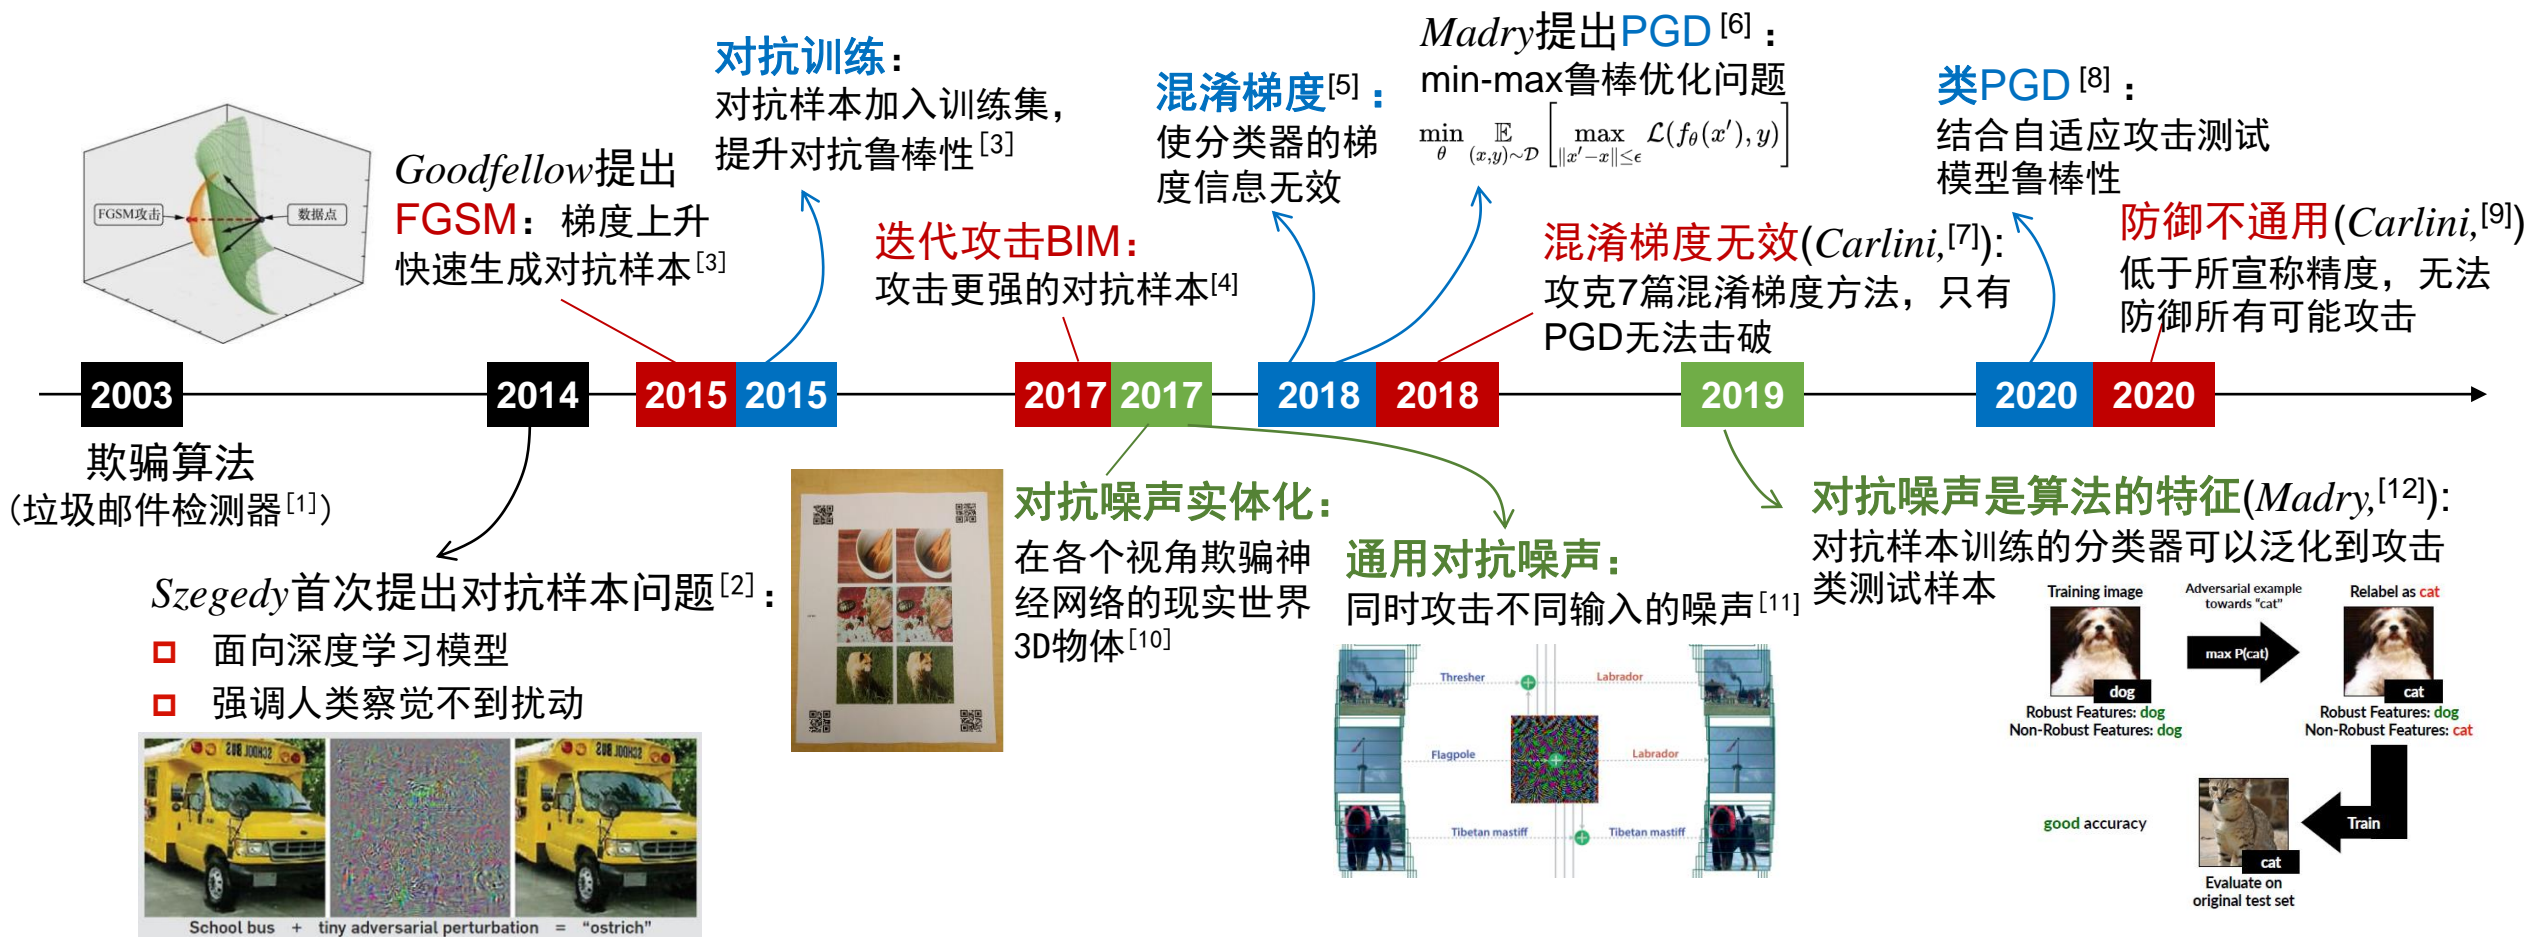 对抗训练：
对抗样本加入训练集，
提升对抗鲁棒性[3]
Madry提出PGD[6]：
min-max鲁棒优化问题
min_θ 𝔼_{(x,y)∼𝒟} [ max_{‖x′−x‖≤ϵ} ℒ(f_θ(x′), y) ]
混淆梯度[5]：
使分类器的梯
度信息无效
类PGD[8]：
结合自适应攻击测试
模型鲁棒性
FGSM攻击
数据点
Goodfellow提出
FGSM：梯度上升
快速生成对抗样本[3]
迭代攻击BIM：
攻击更强的对抗样本[4]
混淆梯度无效(Carlini,[7]):
攻克7篇混淆梯度方法，只有
PGD无法击破
防御不通用(Carlini,[9])
低于所宣称精度，无法
防御所有可能攻击
2003
2014
2015
2015
2017
2017
2018
2018
2019
2020
2020
欺骗算法
（垃圾邮件检测器[1]）
Szegedy首次提出对抗样本问题[2]：
面向深度学习模型
强调人类察觉不到扰动
SCHOOL BUS
School bus + tiny adversarial perturbation = “ostrich”
对抗噪声实体化：
在各个视角欺骗神
经网络的现实世界
3D物体[10]
通用对抗噪声：
同时攻击不同输入的噪声[11]
Thresher
Labrador
Flagpole
Labrador
Tibetan mastiff
Tibetan mastiff
对抗噪声是算法的特征(Madry,[12]):
对抗样本训练的分类器可以泛化到攻击
类测试样本
Training image
Adversarial example
towards “cat”
Relabel as cat
max P(cat)
dog
cat
Robust Features: dog
Non-Robust Features: dog
Robust Features: dog
Non-Robust Features: cat
good accuracy
Train
cat
Evaluate on
original test set